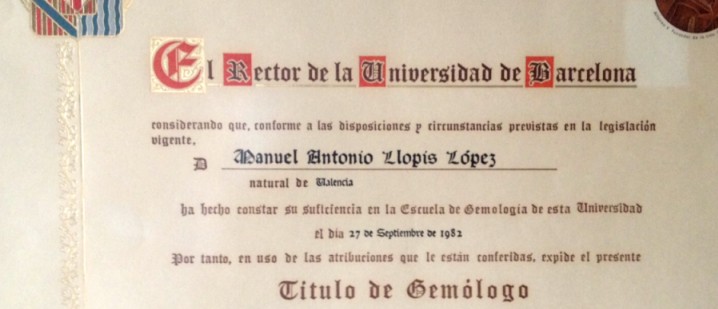 El Rector de la Universidad de Barcelona
considerando que, conforme a las disposiciones y circunstancias previstas en la legislación
vigente,
D Manuel Antonio Llopis López
natural de Valencia
ha hecho constar su suficiencia en la Escuela de Gemología de esta Universidad
el día 27 de Septiembre de 1982
Por tanto, en uso de las atribuciones que le están conferidas, expide el presente
Título de Gemólogo